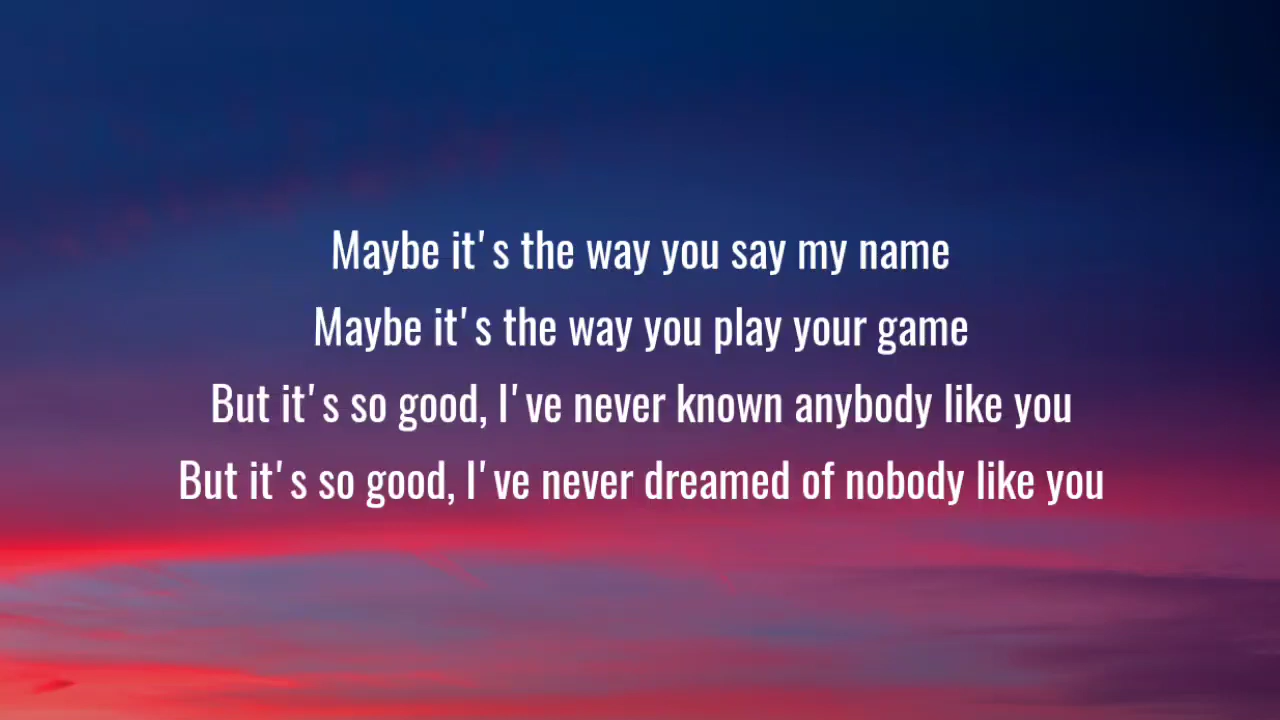 Maybe it's the way you say my name
Maybe it's the way you play your game
But it's so good, I've never known anybody like you
But it's so good, I've never dreamed of nobody like you